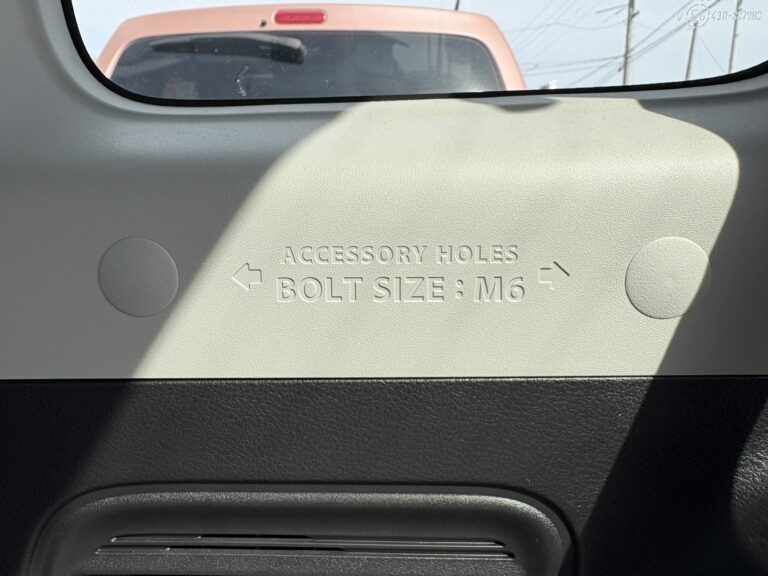 ACCESSORY HOLES
BOLT SIZE : M6